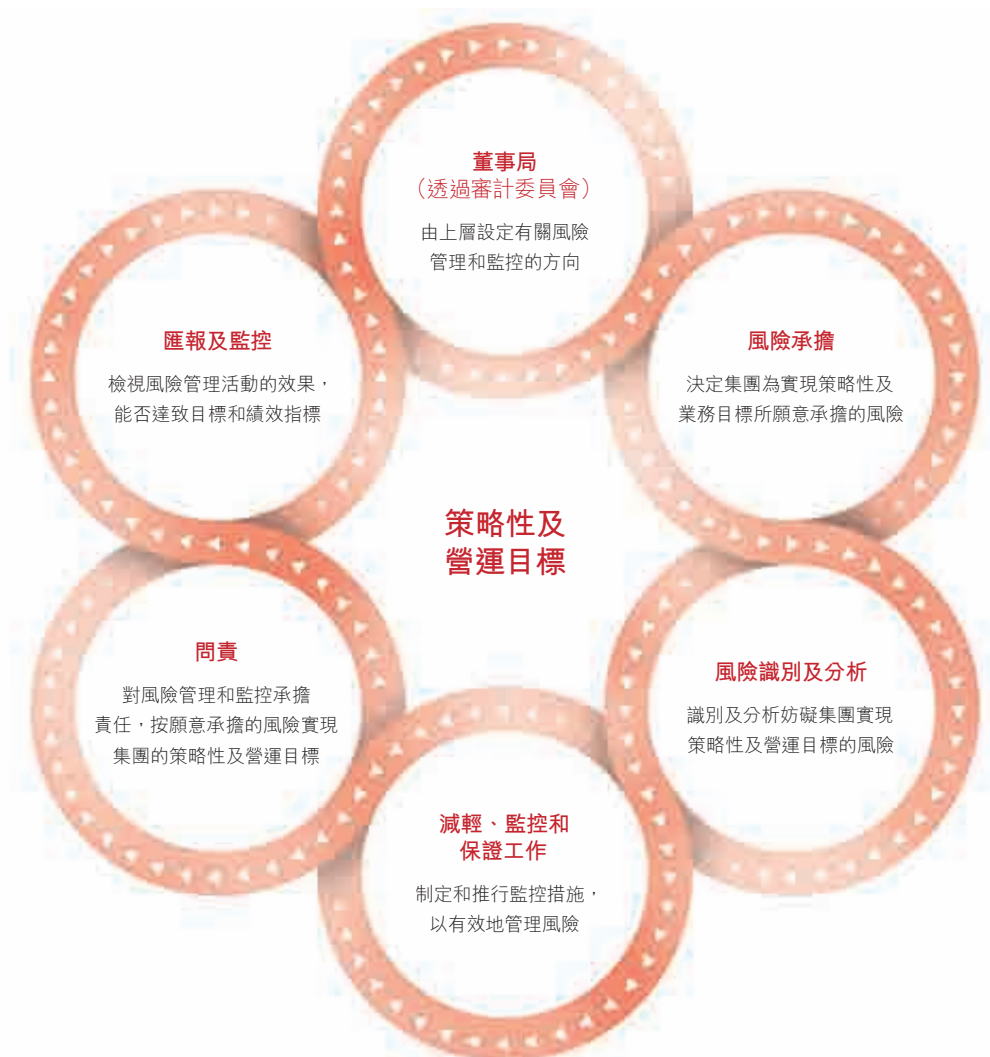 董事局
（透過審計委員會）
由上層設定有關風險
管理和監控的方向
風險承擔
決定集團為實現策略性及
業務目標所願意承擔的風險
風險識別及分析
識別及分析妨礙集團實現
策略性及營運目標的風險
減輕、監控和
保證工作
制定和推行監控措施，
以有效地管理風險
問責
對風險管理和監控承擔
責任，按願意承擔的風險實現
集團的策略性及營運目標
匯報及監控
檢視風險管理活動的效果，
能否達致目標和績效指標
策略性及
營運目標